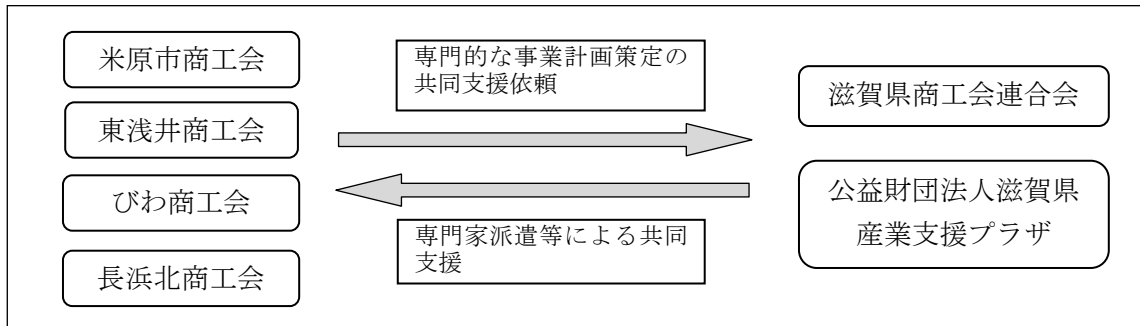 米原市商工会
東浅井商工会
びわ商工会
長浜北商工会
専門的な事業計画策定の
共同支援依頼
専門家派遣等による共同
支援
滋賀県商工会連合会
公益財団法人滋賀県
産業支援プラザ